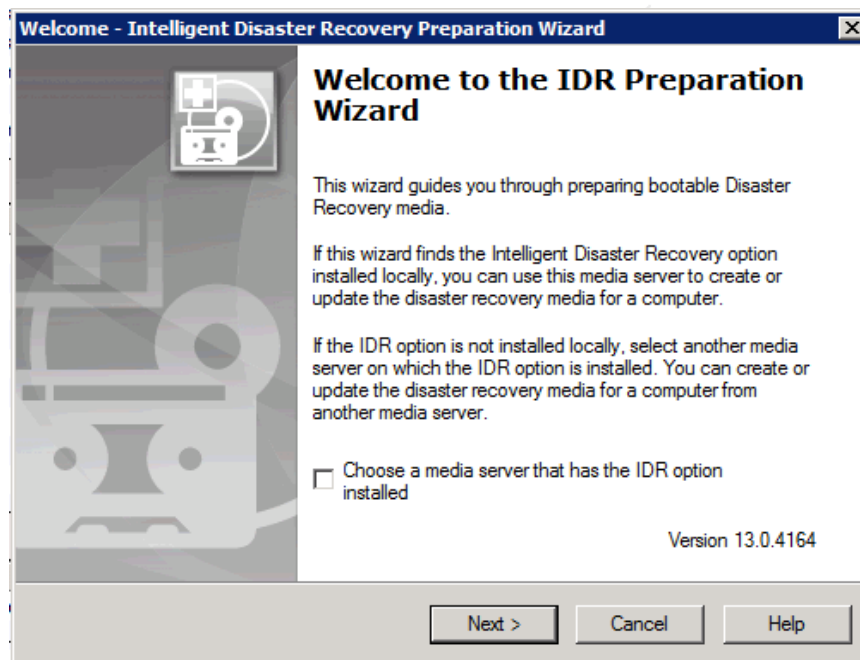 Welcome - Intelligent Disaster Recovery Preparation Wizard
Welcome to the IDR Preparation
Wizard
This wizard guides you through preparing bootable Disaster
Recovery media.
If this wizard finds the Intelligent Disaster Recovery option
installed locally, you can use this media server to create or
update the disaster recovery media for a computer.
If the IDR option is not installed locally, select another media
server on which the IDR option is installed. You can create or
update the disaster recovery media for a computer from
another media server.
Choose a media server that has the IDR option
installed
Version 13.0.4164
Next >
Cancel
Help